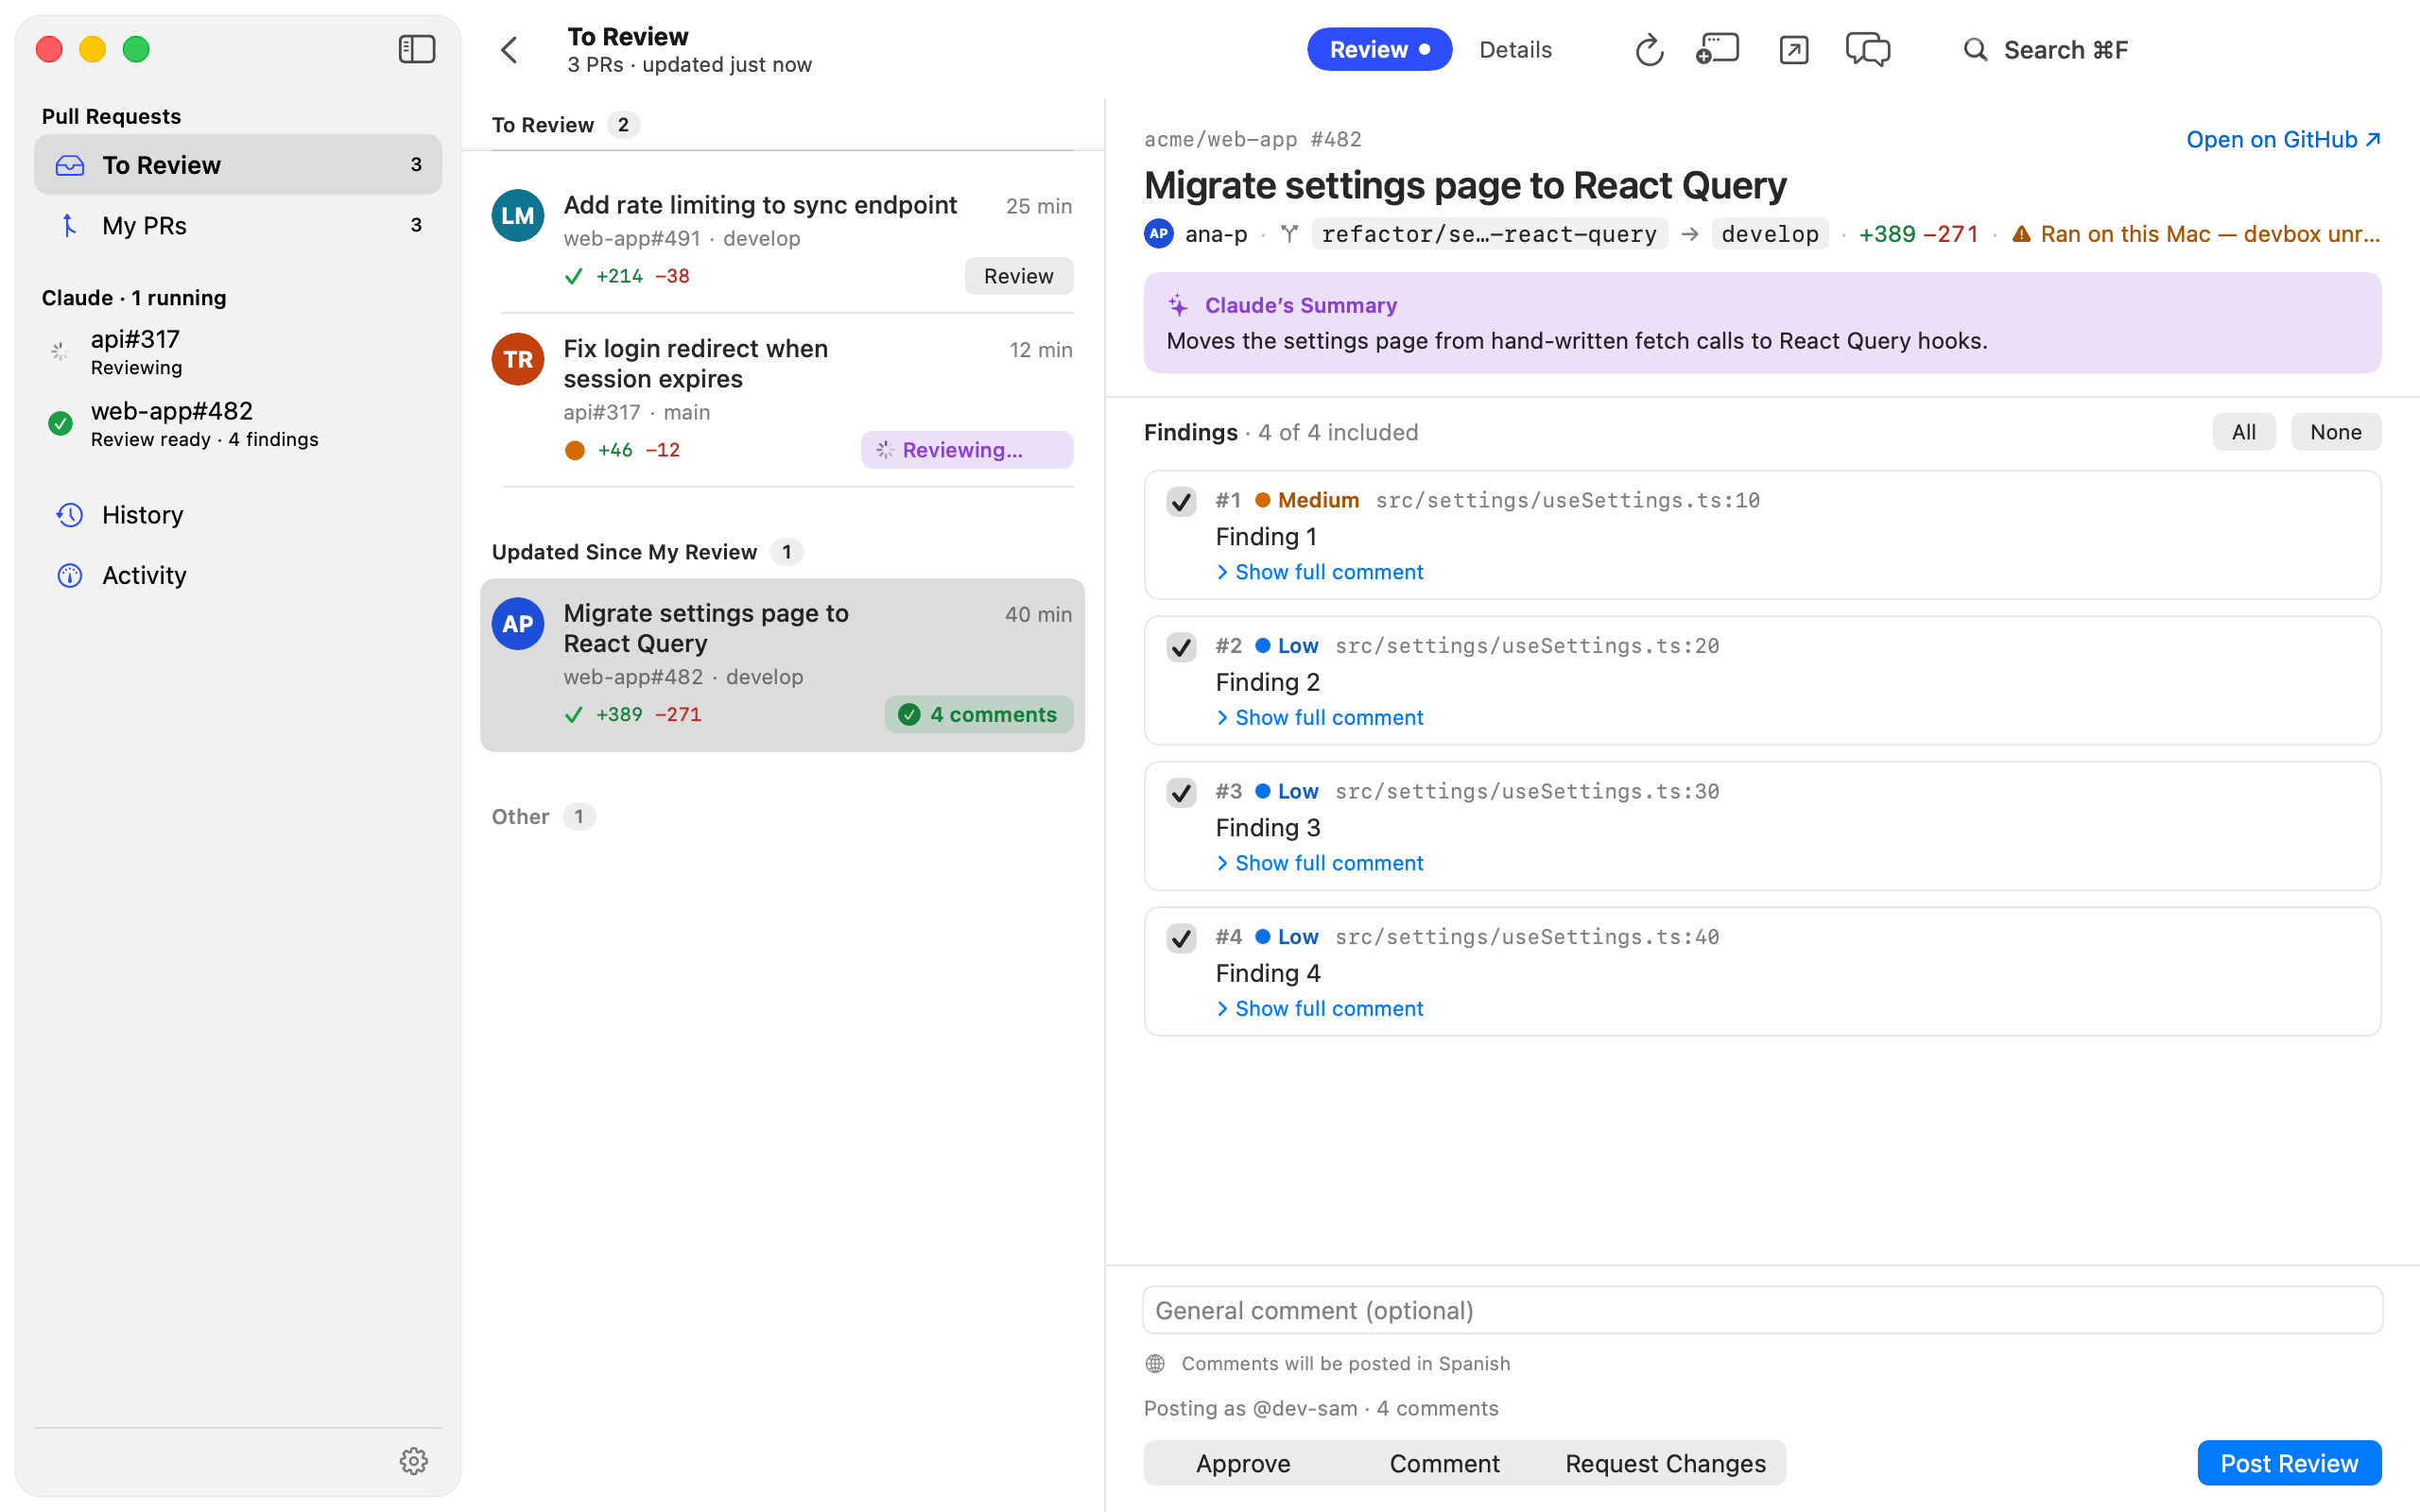 Pull Requests
To Review 3
My PRs 3
Claude · 1 running
api#317
Reviewing
web-app#482
Review ready · 4 findings
History
Activity
To Review
3 PRs · updated just now
Review
Details
Search ⌘F
To Review 2
LM
Add rate limiting to sync endpoint
25 min
web-app#491 · develop
+214 −38
Review
TR
Fix login redirect when
session expires
12 min
api#317 · main
+46 −12
Reviewing…
Updated Since My Review 1
AP
Migrate settings page to
React Query
40 min
web-app#482 · develop
+389 −271
4 comments
Other 1
acme/web-app #482
Open on GitHub
Migrate settings page to React Query
AP ana-p · refactor/se…-react-query → develop · +389 −271 · Ran on this Mac — devbox unr…
Claude’s Summary
Moves the settings page from hand-written fetch calls to React Query hooks.
Findings · 4 of 4 included
All
None
#1 Medium src/settings/useSettings.ts:10
Finding 1
Show full comment
#2 Low src/settings/useSettings.ts:20
Finding 2
Show full comment
#3 Low src/settings/useSettings.ts:30
Finding 3
Show full comment
#4 Low src/settings/useSettings.ts:40
Finding 4
Show full comment
General comment (optional)
Comments will be posted in Spanish
Posting as @dev-sam · 4 comments
Approve
Comment
Request Changes
Post Review